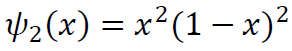 ψ₂(x) = x²(1 − x)²